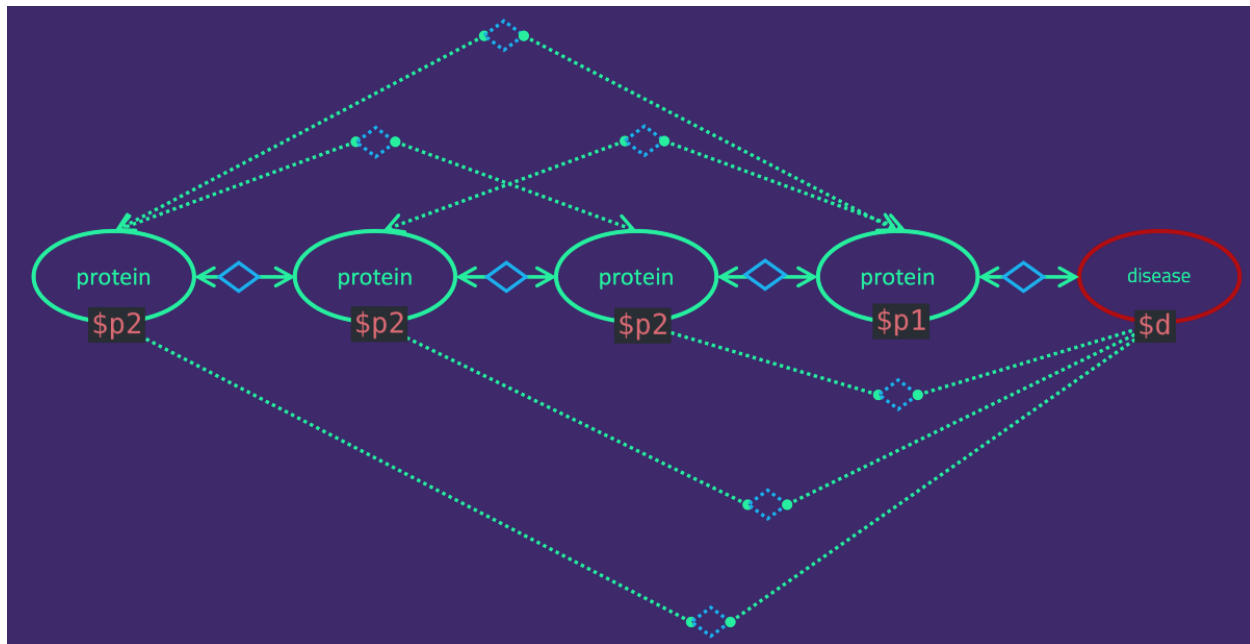 protein
protein
protein
protein
disease
$p2
$p2
$p2
$p1
$d